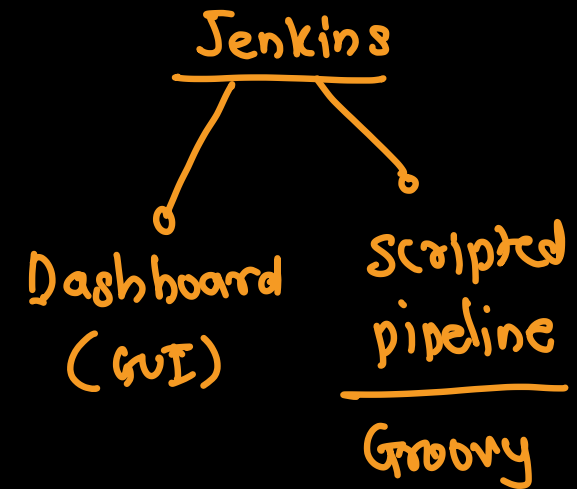 Jenkins
Dashboard
(GUI)
Scripted
pipeline
Groovy